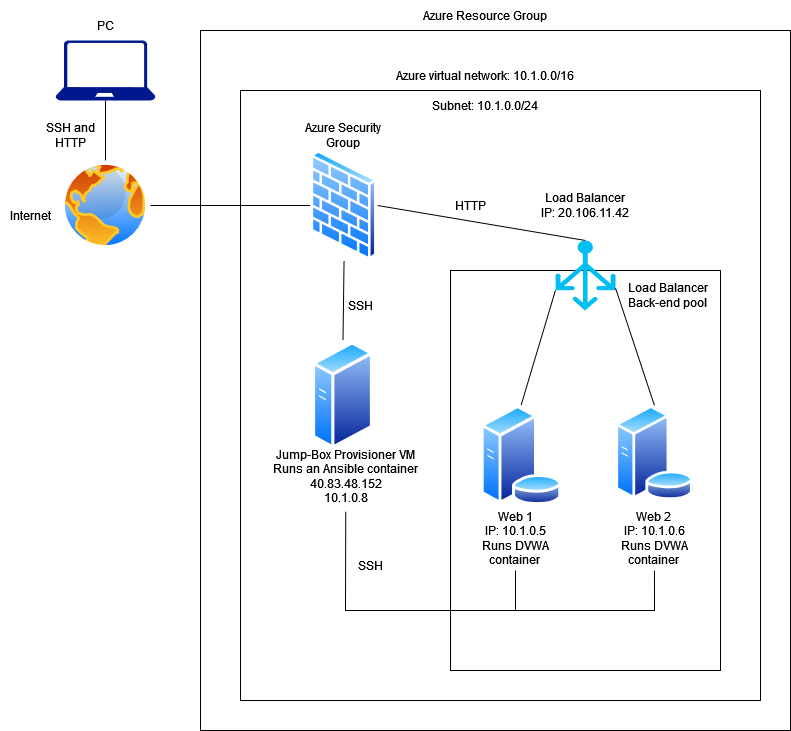 Azure Resource Group
PC
Azure virtual network: 10.1.0.0/16
Subnet: 10.1.0.0/24
SSH and
HTTP
Azure Security
Group
Internet
HTTP
Load Balancer
IP: 20.106.11.42
Load Balancer
Back-end pool
SSH
Jump-Box Provisioner VM
Runs an Ansible container
40.83.48.152
10.1.0.8
Web 1
IP: 10.1.0.5
Runs DVWA
container
Web 2
IP: 10.1.0.6
Runs DVWA
container
SSH